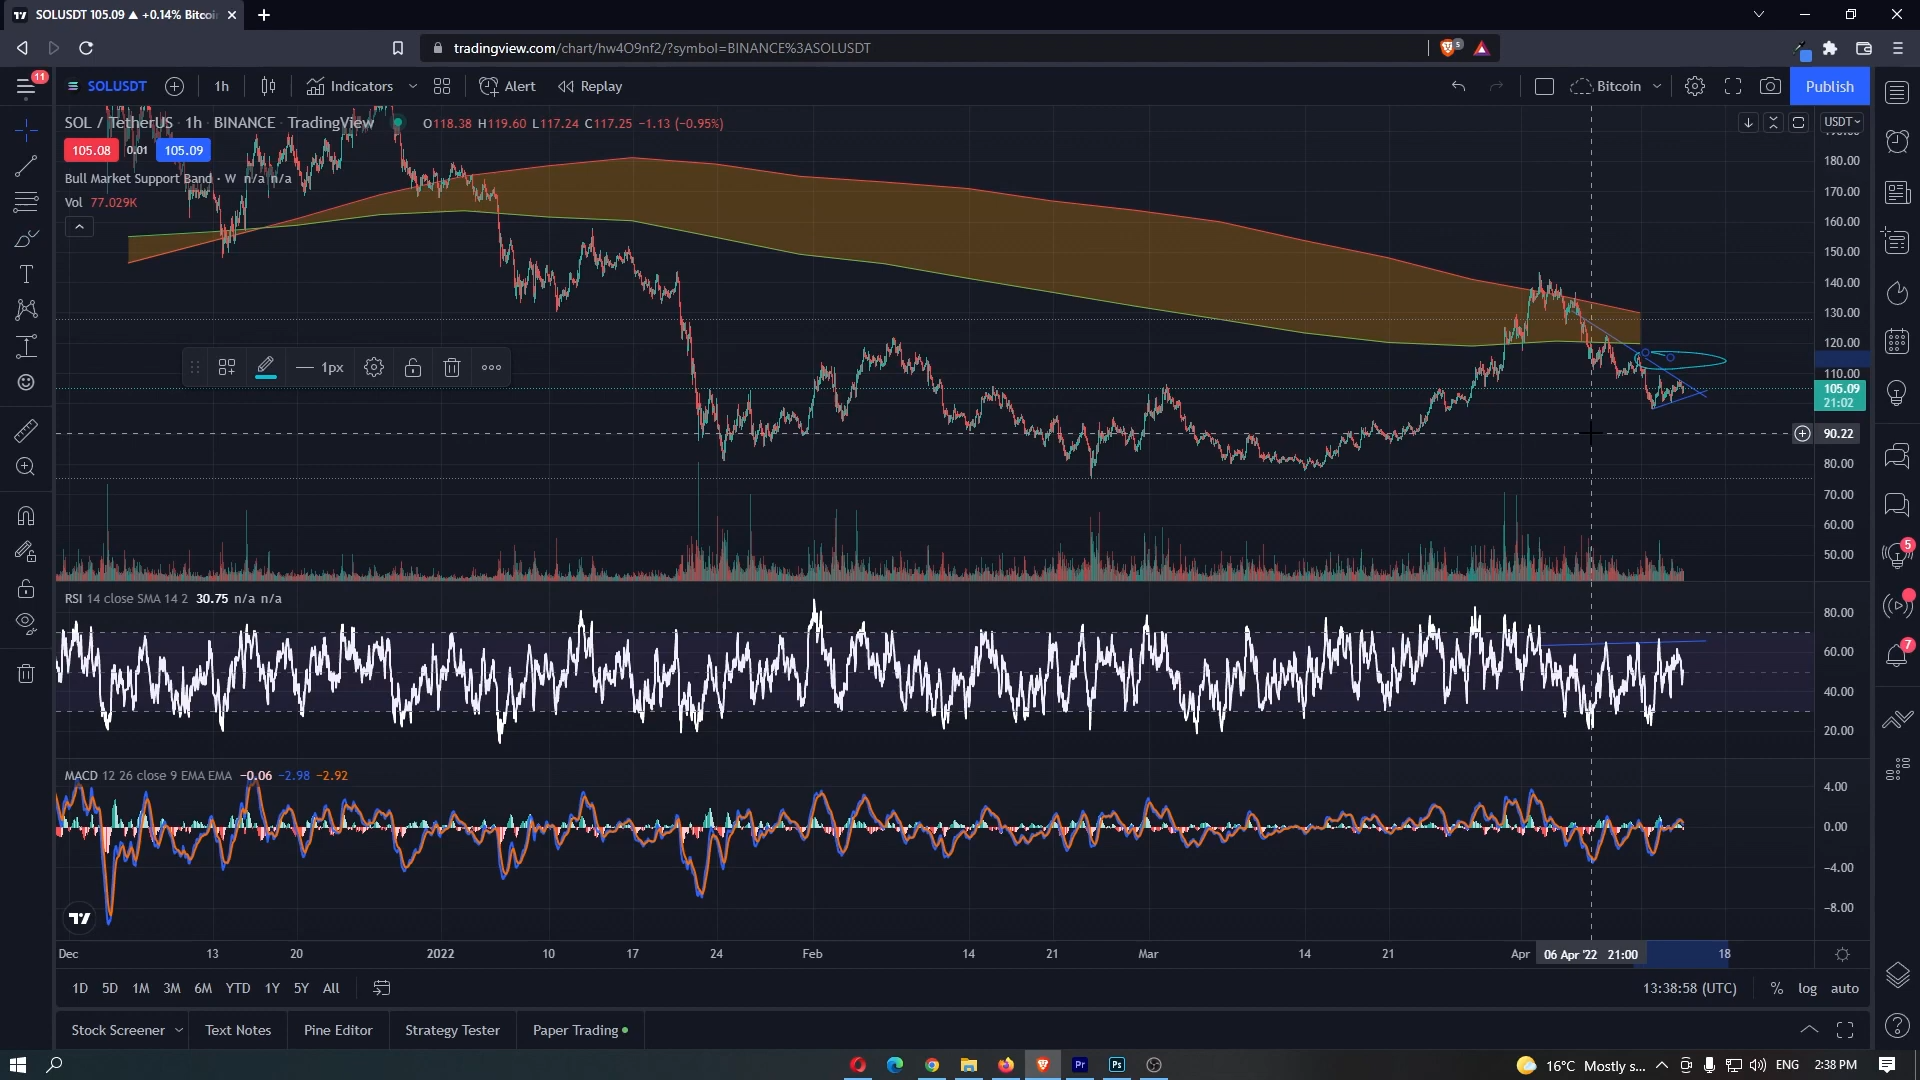 SOLUSDT 105.09 ▲ +0.14% Bitcoi
tradingview.com/chart/hw4O9nf2/?symbol=BINANCE%3ASOLUSDT
5
11
SOLUSDT 1h Indicators Alert Replay Bitcoin Publish
SOL / TetherUS · 1h · BINANCE · TradingView O118.38 H119.60 L117.24 C117.25 −1.13 (−0.95%)
USDT
105.08 0.01 105.09
Bull Market Support Band · W n/a n/a
Vol 77.029K
180.00
170.00
160.00
150.00
140.00
130.00
120.00
110.00
105.09
21:02
90.22
80.00
70.00
60.00
50.00
1px
RSI 14 close SMA 14 2 30.75 n/a n/a
80.00
60.00
40.00
20.00
MACD 12 26 close 9 EMA EMA −0.06 −2.98 −2.92
4.00
0.00
−4.00
−8.00
5
7
Dec 13 20 2022 10 17 24 Feb 14 21 Mar 14 21 Apr 06 Apr '22 21:00 18
1D 5D 1M 3M 6M YTD 1Y 5Y All 13:38:58 (UTC) % log auto
Stock Screener Text Notes Pine Editor Strategy Tester Paper Trading
Pr Ps 16°C Mostly s... ENG 2:38 PM